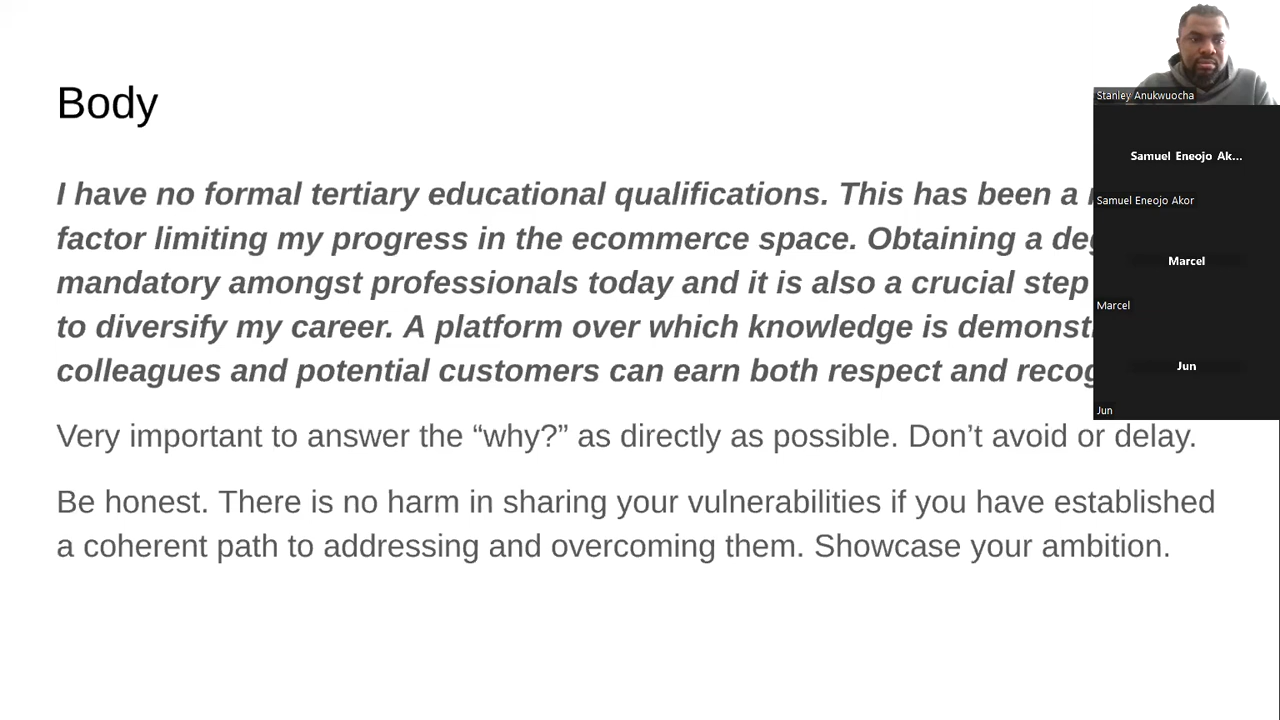 Body
I have no formal tertiary educational qualifications. This has been a
factor limiting my progress in the ecommerce space. Obtaining a
mandatory amongst professionals today and it is also a crucial step
to diversify my career. A platform over which knowledge is
colleagues and potential customers can earn both respect and
Very important to answer the “why?” as directly as possible. Don’t avoid or delay.
Be honest. There is no harm in sharing your vulnerabilities if you have established
a coherent path to addressing and overcoming them. Showcase your ambition.
Stanley Anukwuocha
Samuel Eneojo Ak...
Samuel Eneojo Akor
Marcel
Marcel
Jun
Jun